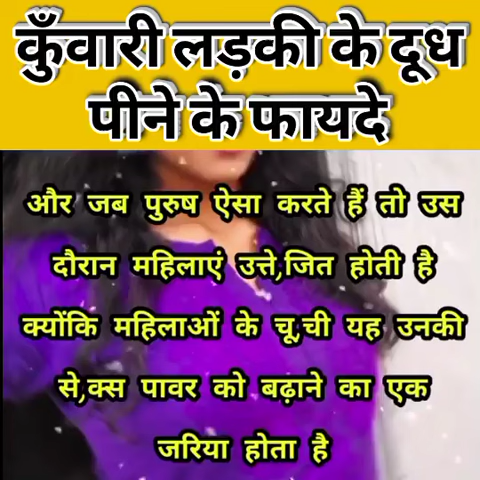 कुँवारी लड़की के दूध
पीने के फायदे
और जब पुरुष ऐसा करते हैं तो उस
दौरान महिलाएं उत्ते,जित होती है
क्योंकि महिलाओं के चू,ची यह उनकी
से,क्स पावर को बढ़ाने का एक
जरिया होता है